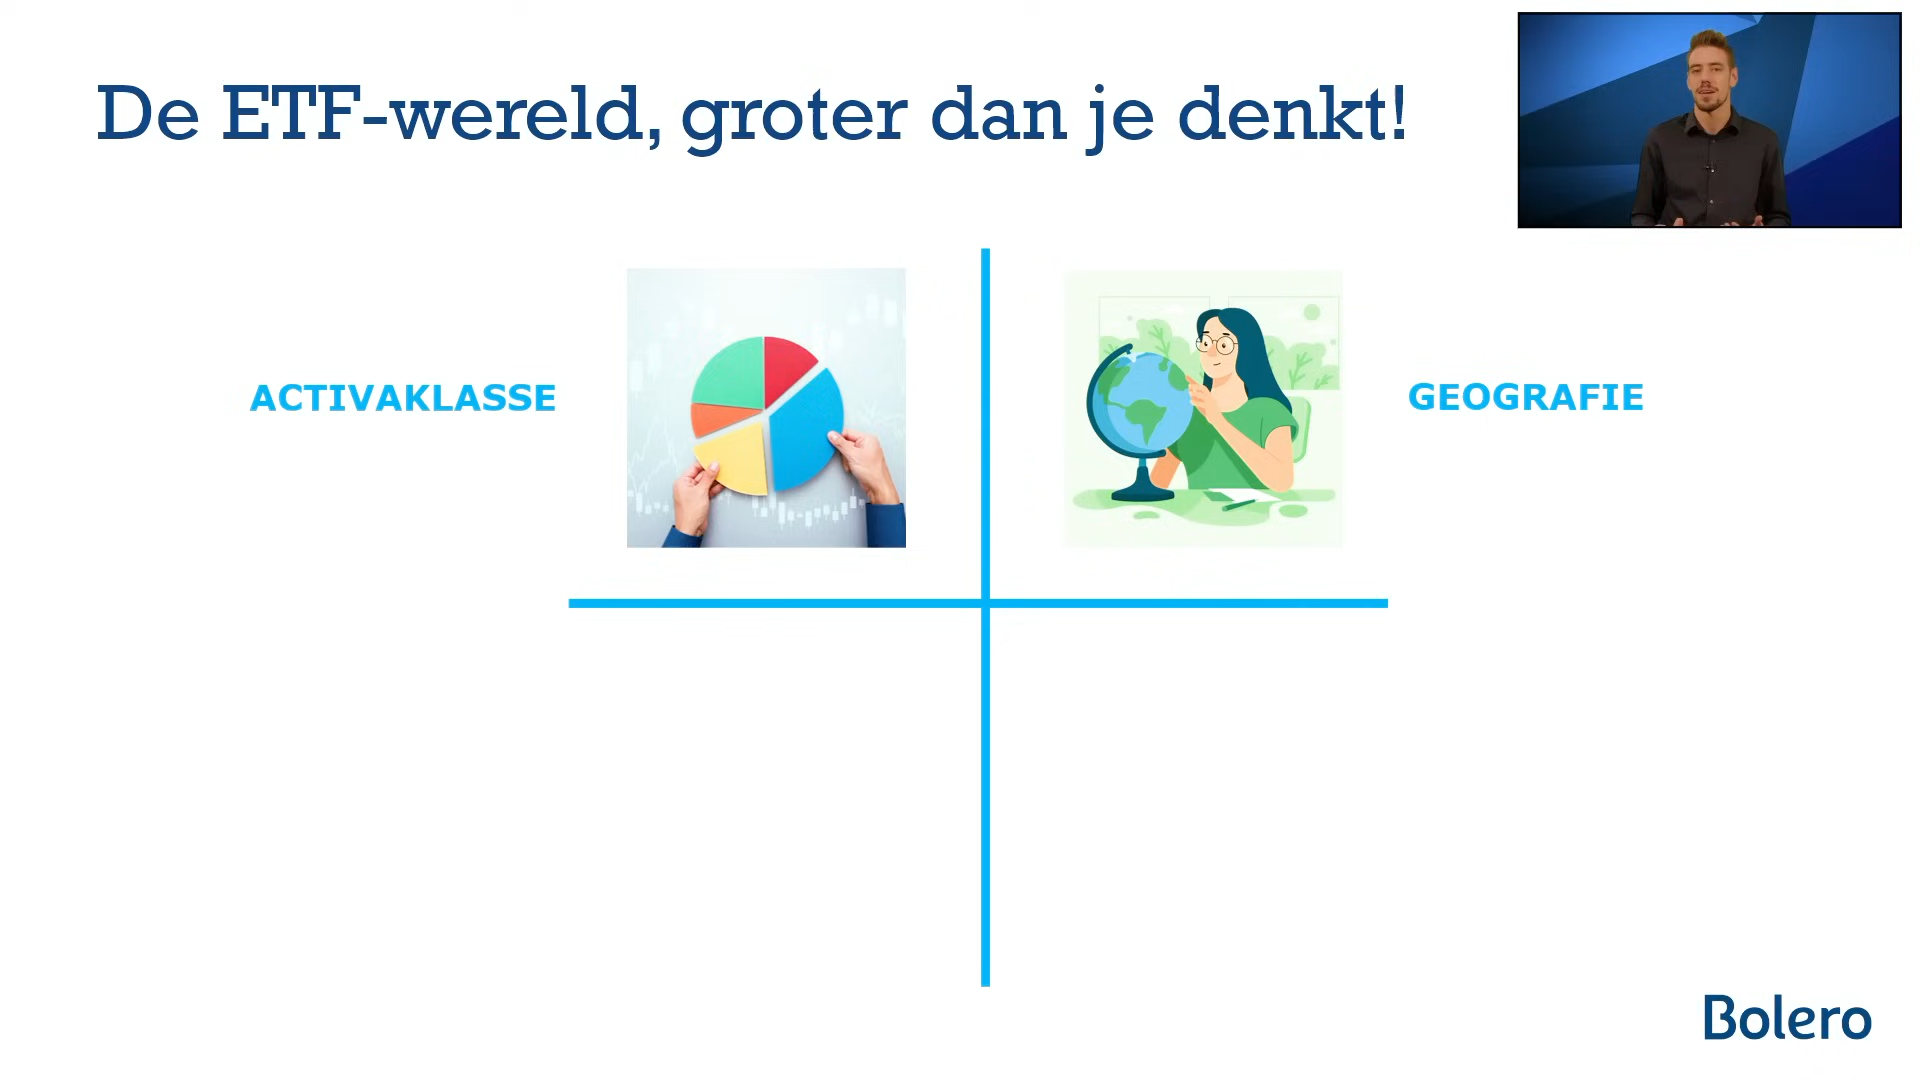 De ETF-wereld, groter dan je denkt!
ACTIVAKLASSE
GEOGRAFIE
Bolero